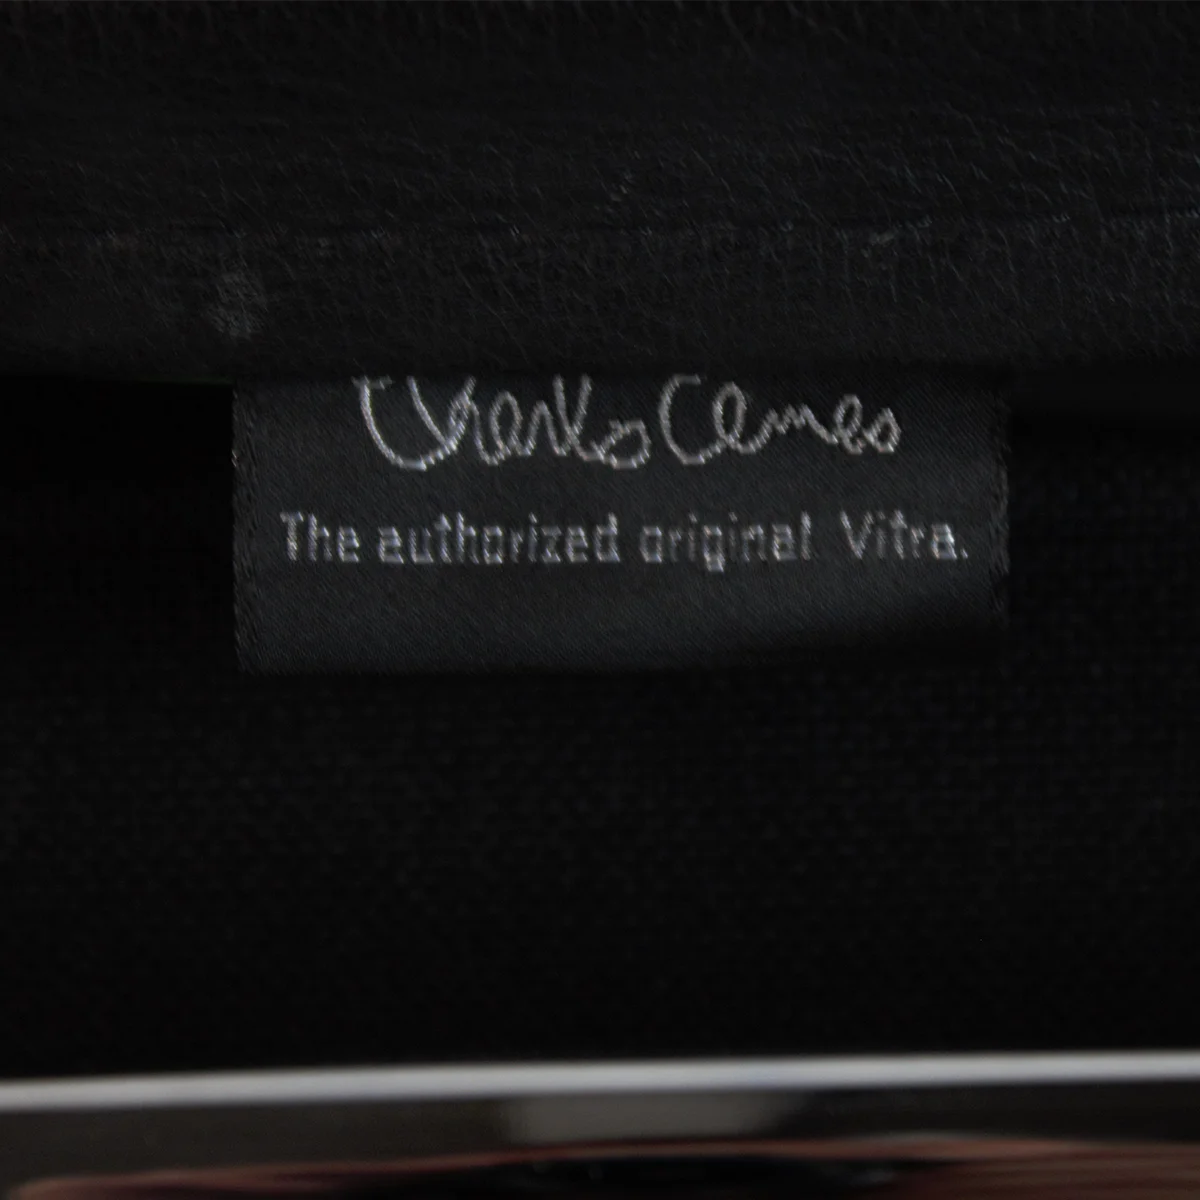 Charles Eames
The authorized original Vitra.